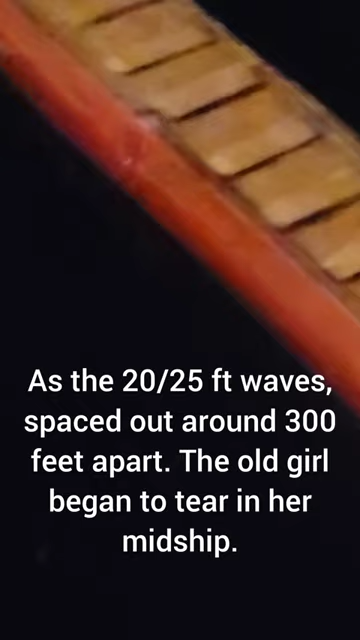 As the 20/25 ft waves,
spaced out around 300
feet apart. The old girl
began to tear in her
midship.